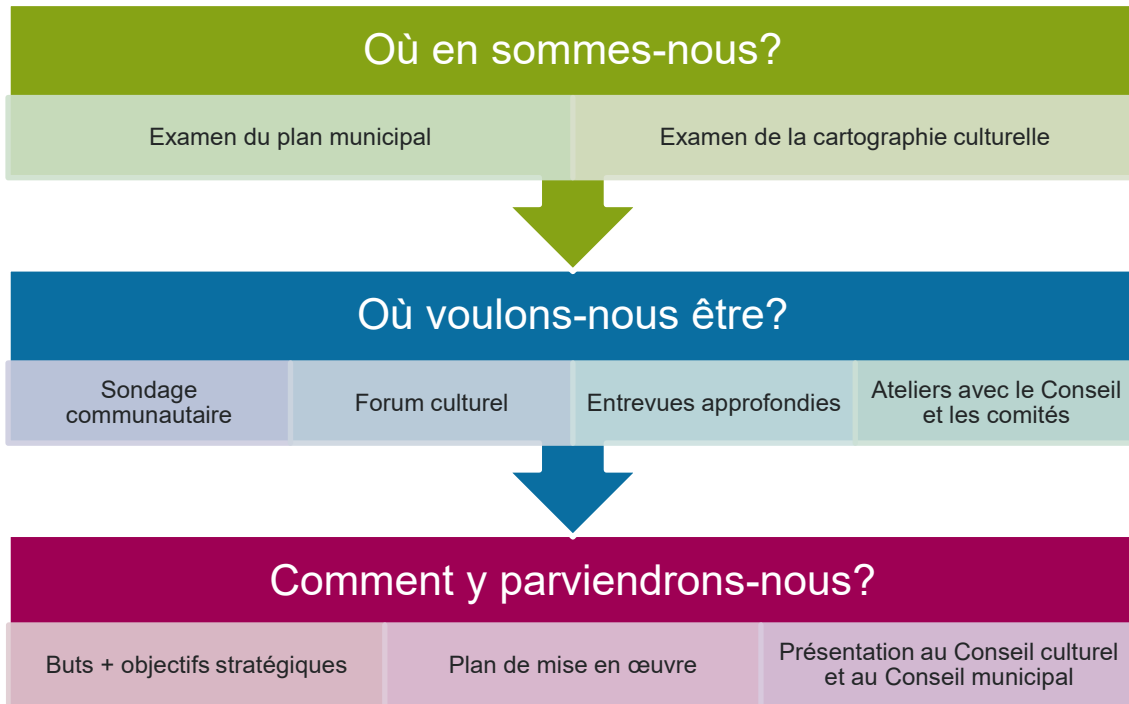 Où en sommes-nous?
Examen du plan municipal
Examen de la cartographie culturelle
Où voulons-nous être?
Sondage
communautaire
Forum culturel
Entrevues approfondies
Ateliers avec le Conseil
et les comités
Comment y parviendrons-nous?
Buts + objectifs stratégiques
Plan de mise en œuvre
Présentation au Conseil culturel
et au Conseil municipal